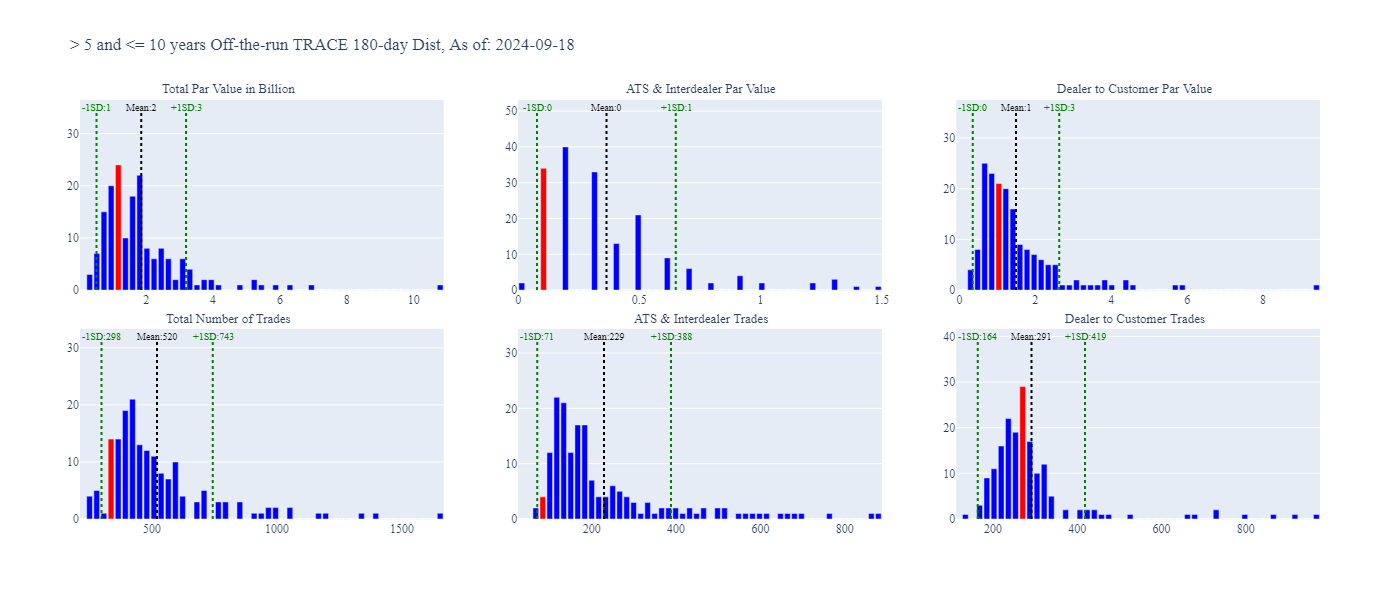 > 5 and <= 10 years Off-the-run TRACE 180-day Dist, As of: 2024-09-18
Total Par Value in Billion
-1SD:1 Mean:2 +1SD:3
30
20
10
0
2 4 6 8 10
ATS & Interdealer Par Value
-1SD:0 Mean:0 +1SD:1
50
40
30
20
10
0
0 0.5 1 1.5
Dealer to Customer Par Value
-1SD:0 Mean:1 +1SD:3
30
20
10
0
0 2 4 6 8
Total Number of Trades
-1SD:298 Mean:520 +1SD:743
30
20
10
0
500 1000 1500
ATS & Interdealer Trades
-1SD:71 Mean:229 +1SD:388
30
20
10
0
200 400 600 800
Dealer to Customer Trades
-1SD:164 Mean:291 +1SD:419
40
30
20
10
0
200 400 600 800